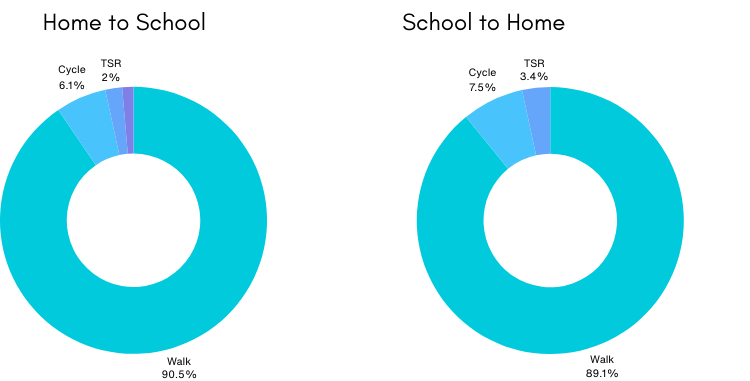 Home to School
School to Home
Cycle
6.1%
TSR
2%
Walk
90.5%
Cycle
7.5%
TSR
3.4%
Walk
89.1%